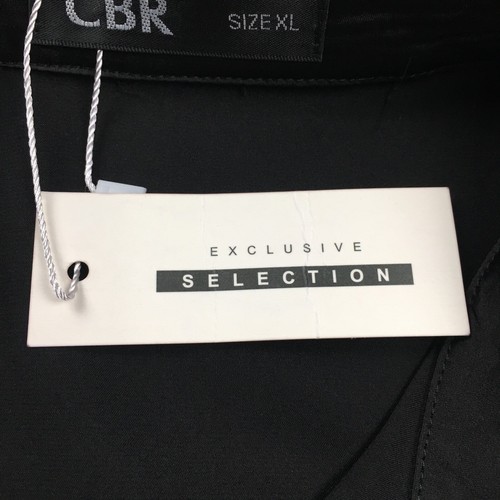 CBR
SIZE XL
EXCLUSIVE
SELECTION